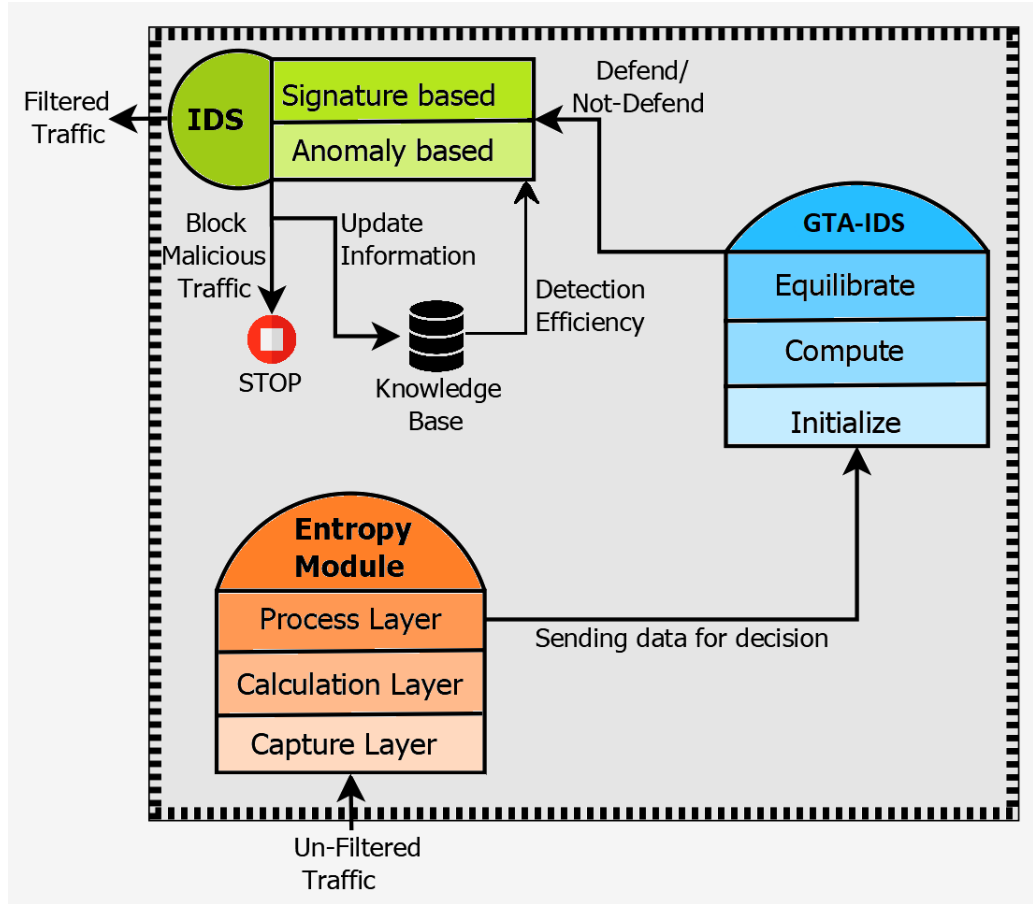 Filtered
Traffic
IDS
Signature based
Anomaly based
Defend/
Not-Defend
Block
Malicious
Traffic
Update
Information
STOP
Knowledge
Base
Detection
Efficiency
GTA-IDS
Equilibrate
Compute
Initialize
Entropy
Module
Process Layer
Calculation Layer
Capture Layer
Sending data for decision
Un-Filtered
Traffic